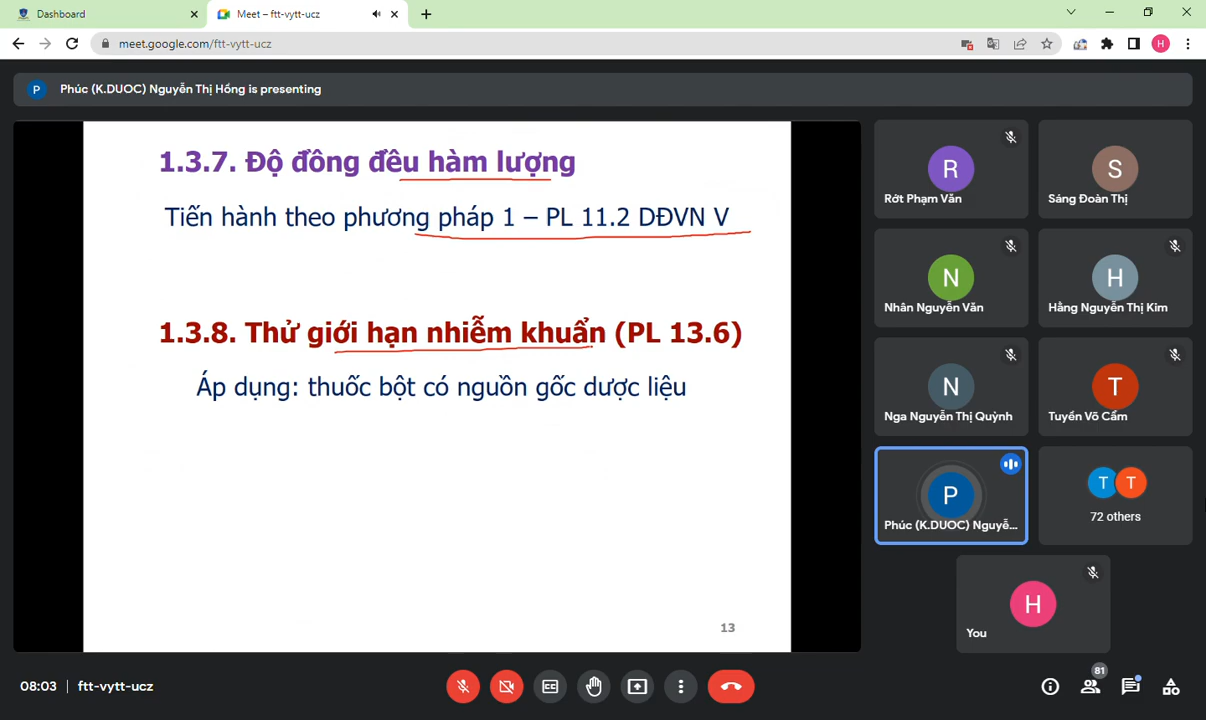 Dashboard
Meet – ftt-vytt-ucz
meet.google.com/ftt-vytt-ucz
H
P
Phúc (K.DUOC) Nguyễn Thị Hồng is presenting
1.3.7. Độ đồng đều hàm lượng
Tiến hành theo phương pháp 1 – PL 11.2 DĐVN V
1.3.8. Thử giới hạn nhiễm khuẩn (PL 13.6)
Áp dụng: thuốc bột có nguồn gốc dược liệu
13
R
Rớt Phạm Văn
S
Sáng Đoàn Thị
N
Nhân Nguyễn Văn
H
Hằng Nguyễn Thị Kim
N
Nga Nguyễn Thị Quỳnh
T
Tuyền Võ Cẩm
P
Phúc (K.DUOC) Nguyễ...
T T
72 others
H
You
08:03 | ftt-vytt-ucz
CC
81